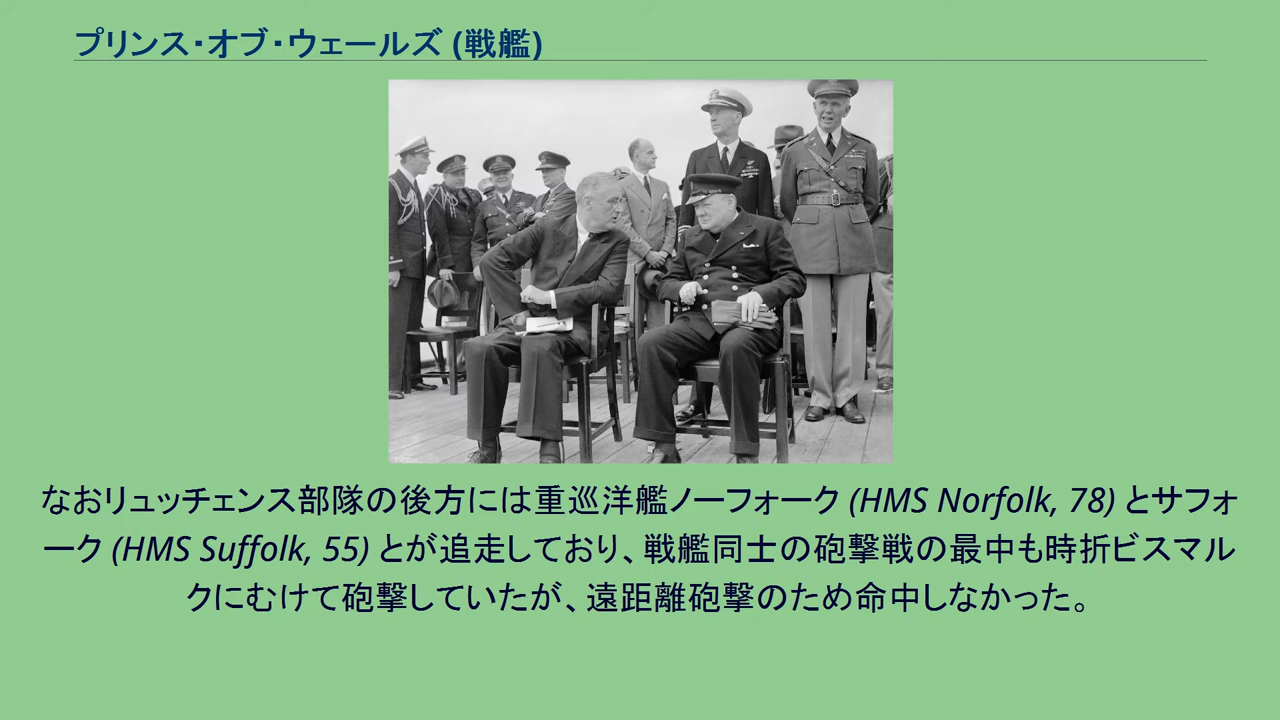 プリンス・オブ・ウェールズ (戦艦)
なおリュッチェンス部隊の後方には重巡洋艦ノーフォーク (HMS Norfolk, 78) とサフォ
ーク (HMS Suffolk, 55) とが追走しており、戦艦同士の砲撃戦の最中も時折ビスマル
クにむけて砲撃していたが、遠距離砲撃のため命中しなかった。